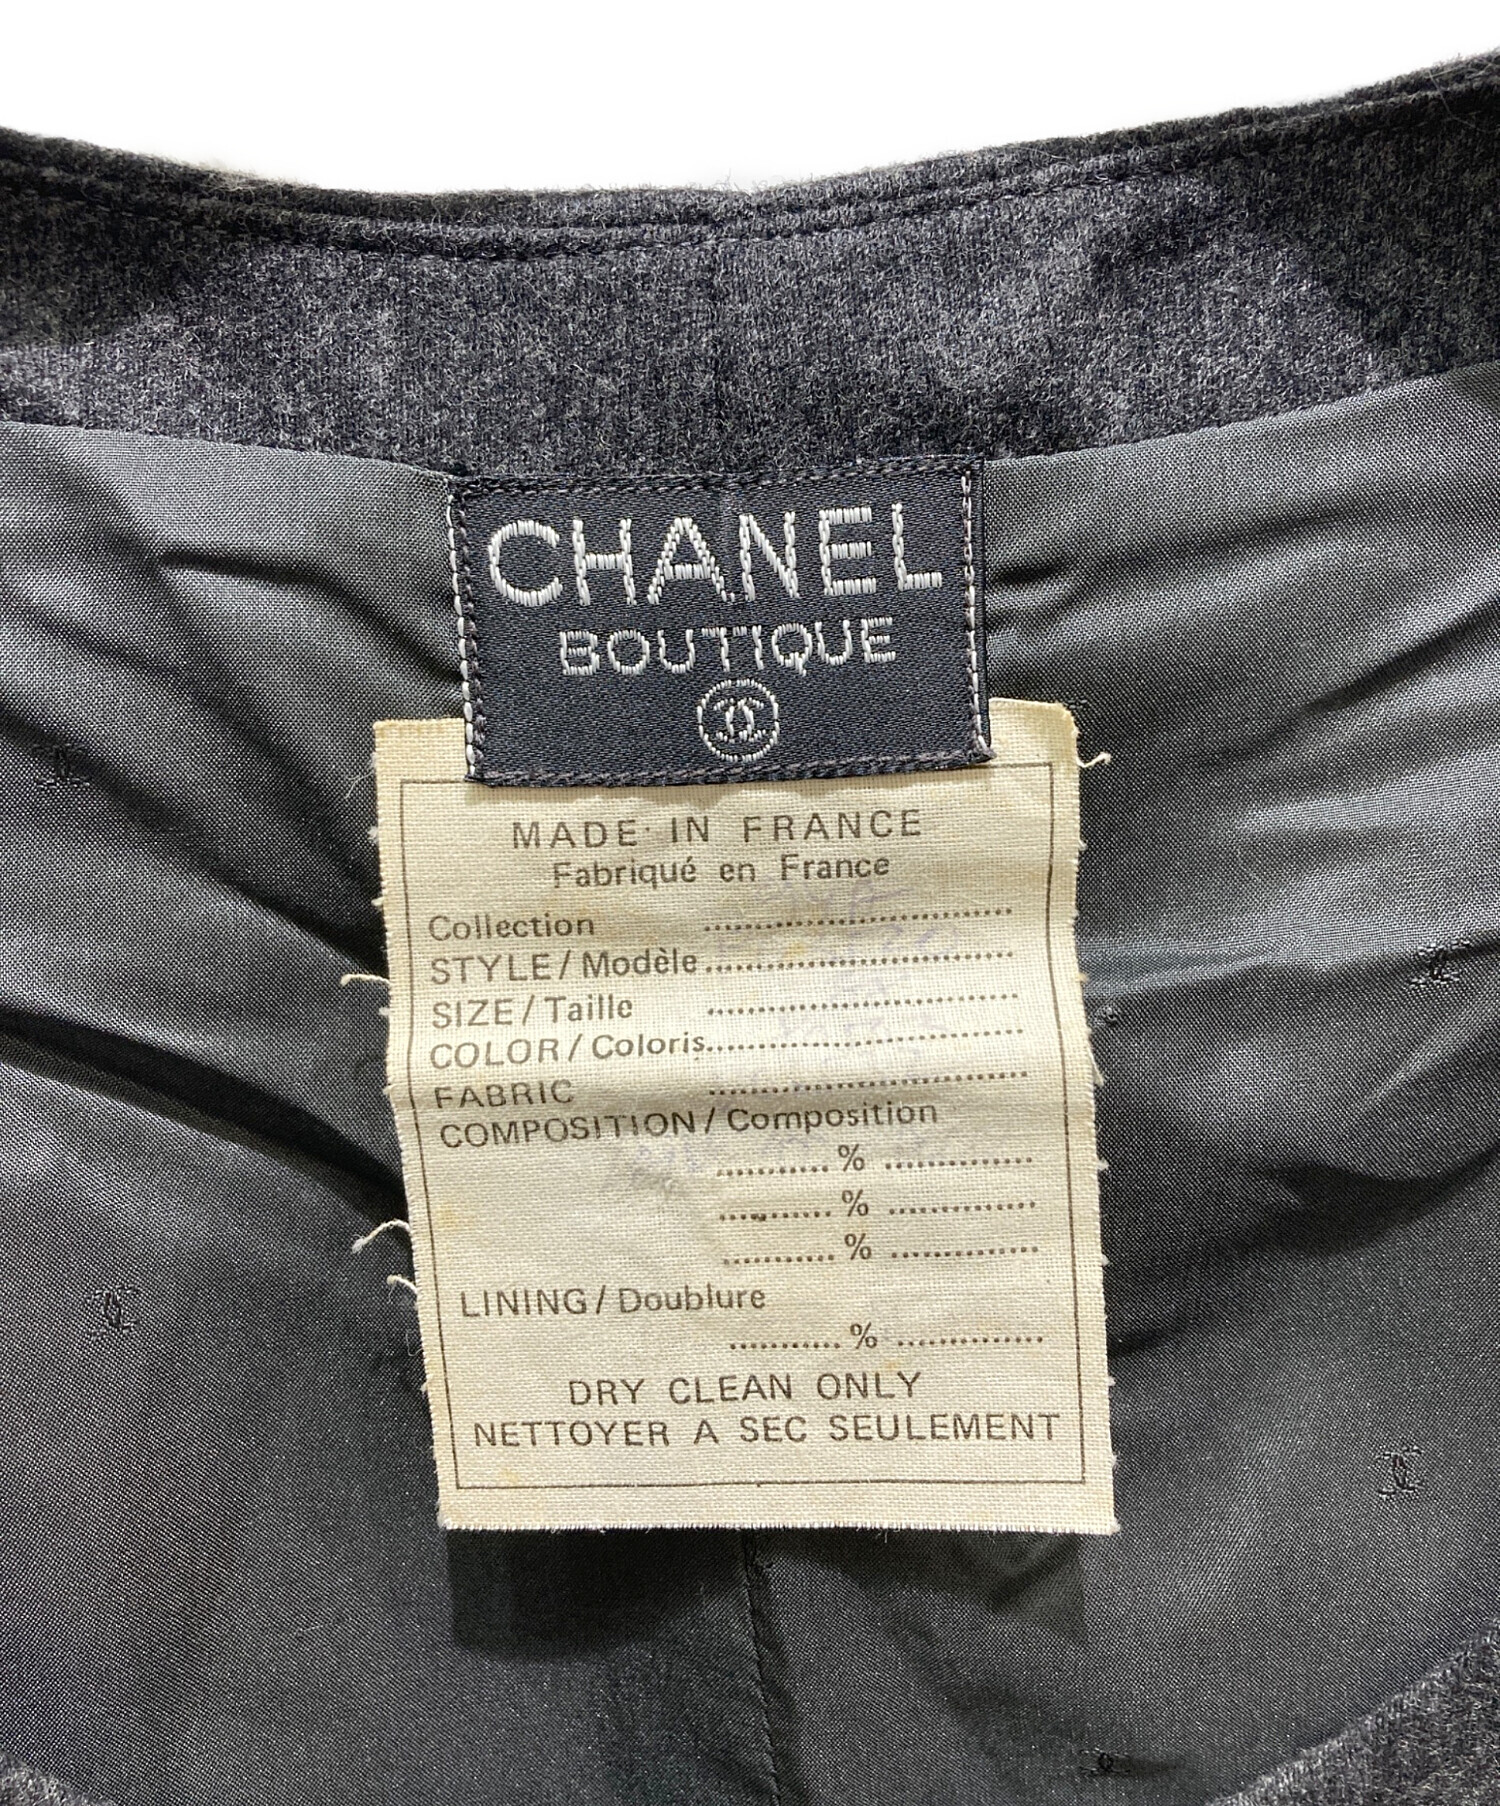 CHANEL
BOUTIQUE
MADE IN FRANCE
Fabriqué en France
Collection ..............................
STYLE / Modèle ..............................
SIZE / Taille ..............................
COLOR / Coloris ..............................
FABRIC ..............................
COMPOSITION / Composition
........... % ...............
........... % ...............
........... % ...............
LINING / Doublure
........... % ...............
DRY CLEAN ONLY
NETTOYER A SEC SEULEMENT